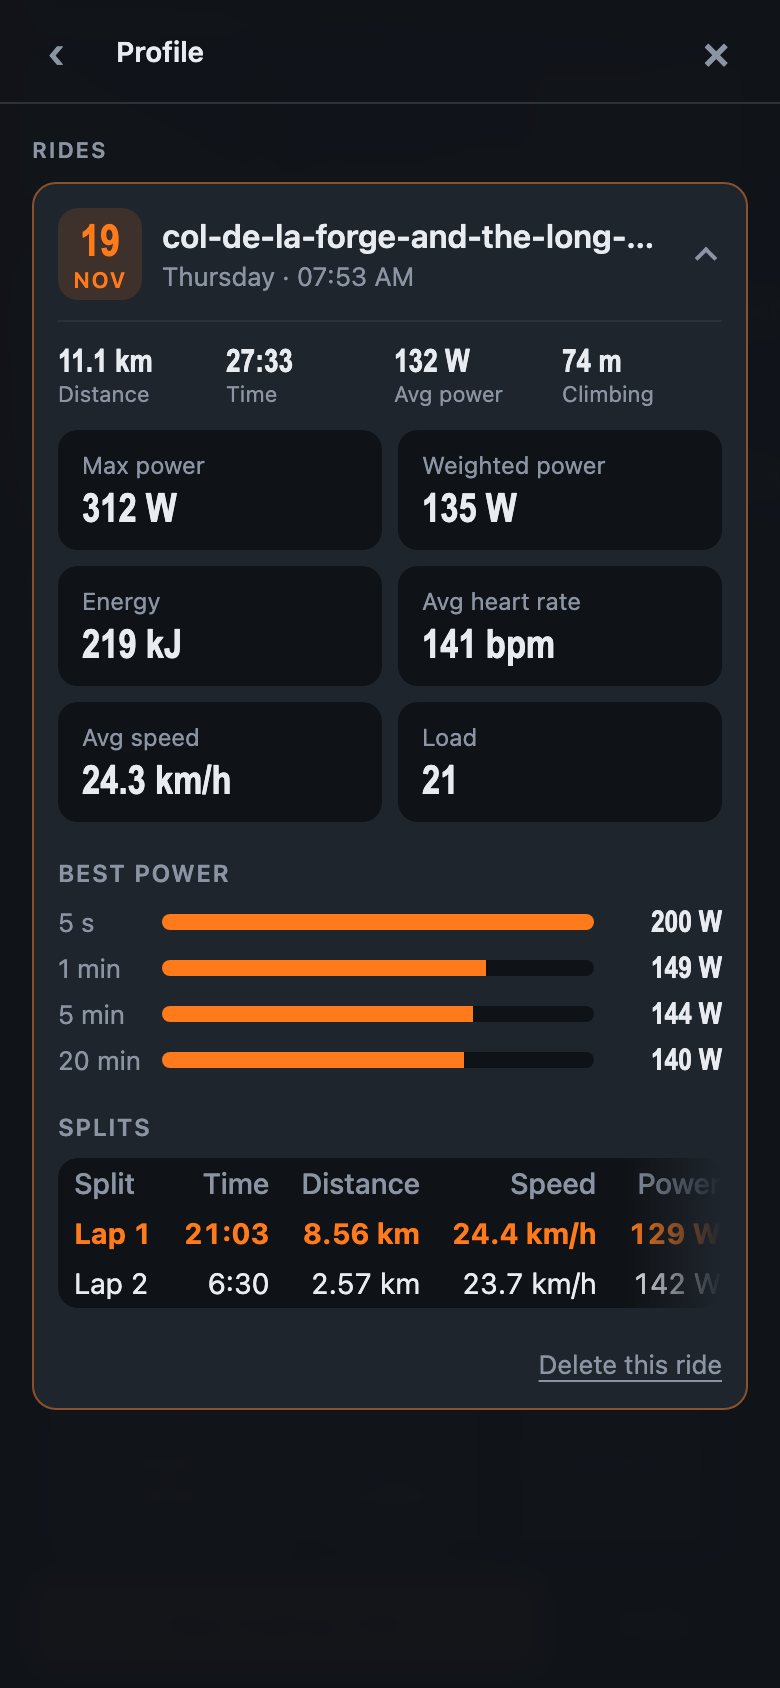 Profile
RIDES
19
NOV
col-de-la-forge-and-the-long-...
Thursday · 07:53 AM
11.1 km 27:33 132 W 74 m
Distance Time Avg power Climbing
Max power Weighted power
312 W 135 W
Energy Avg heart rate
219 kJ 141 bpm
Avg speed Load
24.3 km/h 21
BEST POWER
5 s 200 W
1 min 149 W
5 min 144 W
20 min 140 W
SPLITS
Split Time Distance Speed Power
Lap 1 21:03 8.56 km 24.4 km/h 129 W
Lap 2 6:30 2.57 km 23.7 km/h 142 W
Delete this ride